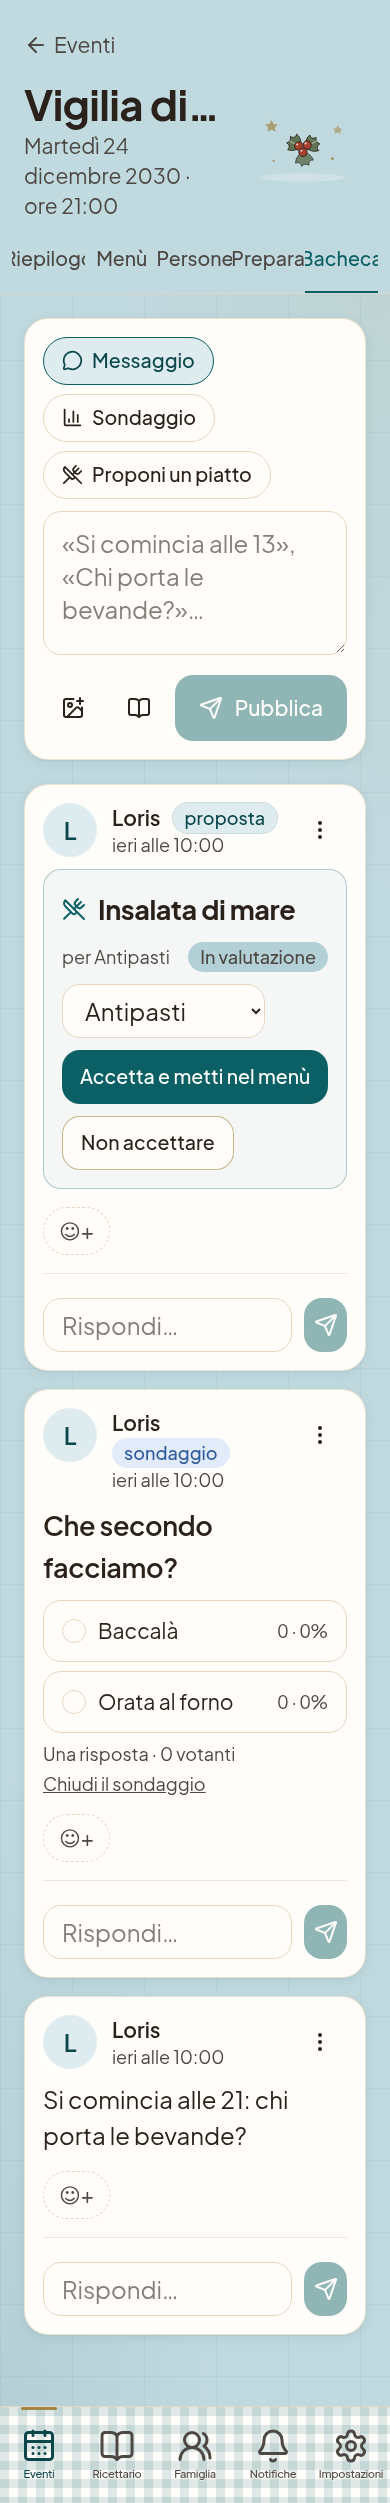 Eventi
Vigilia di…
Martedì 24
dicembre 2030 ·
ore 21:00
Riepilogo Menù Persone Prepara Bacheca
Messaggio
Sondaggio
Proponi un piatto
«Si comincia alle 13»,
«Chi porta le
bevande?»…
Pubblica
L
Loris proposta
ieri alle 10:00
Insalata di mare
per Antipasti In valutazione
Antipasti
Accetta e metti nel menù
Non accettare
+
Rispondi…
L
Loris
sondaggio
ieri alle 10:00
Che secondo
facciamo?
Baccalà 0 · 0%
Orata al forno 0 · 0%
Una risposta · 0 votanti
Chiudi il sondaggio
+
Rispondi…
L
Loris
ieri alle 10:00
Si comincia alle 21: chi
porta le bevande?
+
Rispondi…
Eventi Ricettario Famiglia Notifiche Impostazioni